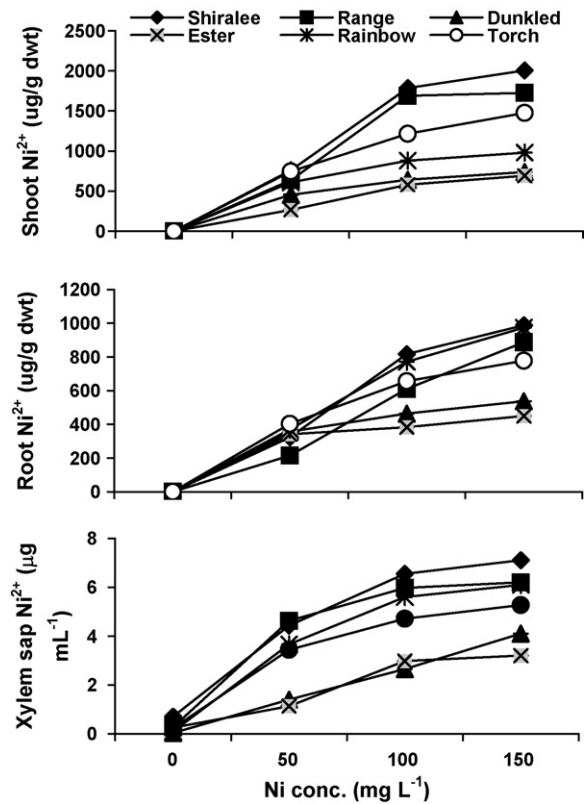 Shiralee Range Dunkled
Ester Rainbow Torch
Shoot Ni²⁺ (ug/g dwt)
2500
2000
1500
1000
500
0
Root Ni²⁺ (ug/g dwt)
1200
1000
800
600
400
200
0
Xylem sap Ni²⁺ (µg
mL⁻¹)
8
6
4
2
0
0 50 100 150
Ni conc. (mg L⁻¹)